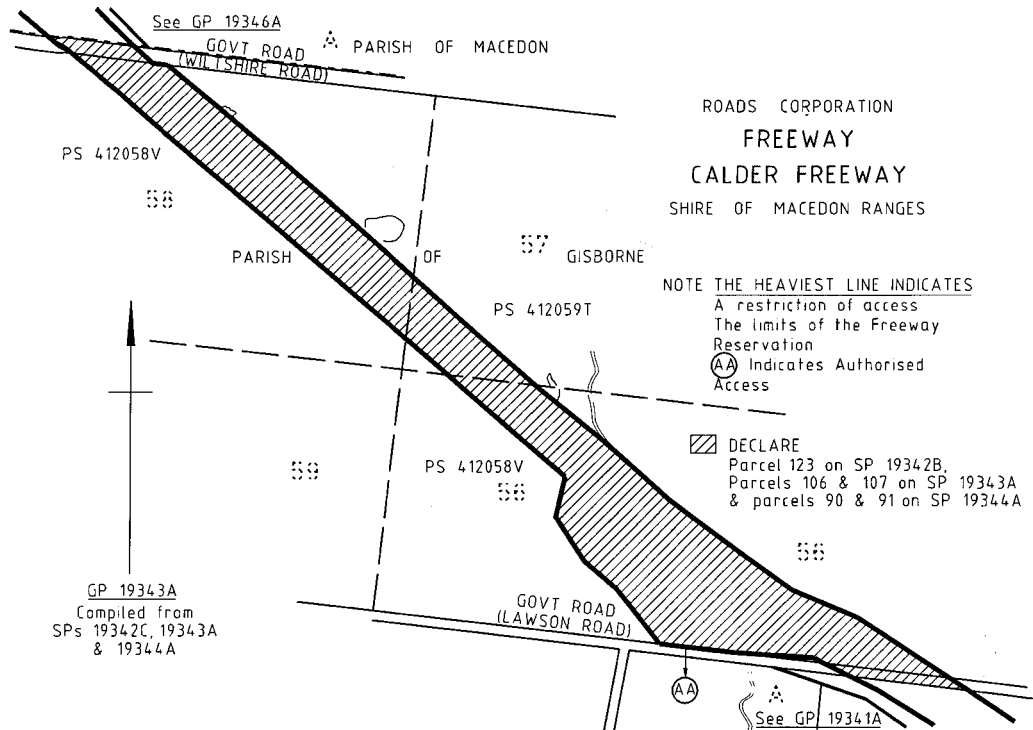 See GP 19346A
A PARISH OF MACEDON
GOVT ROAD
(WILTSHIRE ROAD)
ROADS CORPORATION
FREEWAY
CALDER FREEWAY
SHIRE OF MACEDON RANGES
PS 412058V
58
57
PARISH OF GISBORNE
NOTE THE HEAVIEST LINE INDICATES
A restriction of access
The limits of the Freeway
Reservation
AA Indicates Authorised
Access
PS 412059T
DECLARE
Parcel 123 on SP 19342B,
Parcels 106 & 107 on SP 19343A
& parcels 90 & 91 on SP 19344A
59
PS 412058V
56
56
GP 19343A
Compiled from
SPs 19342C, 19343A
& 19344A
GOVT ROAD
(LAWSON ROAD)
AA
A
See GP 19341A